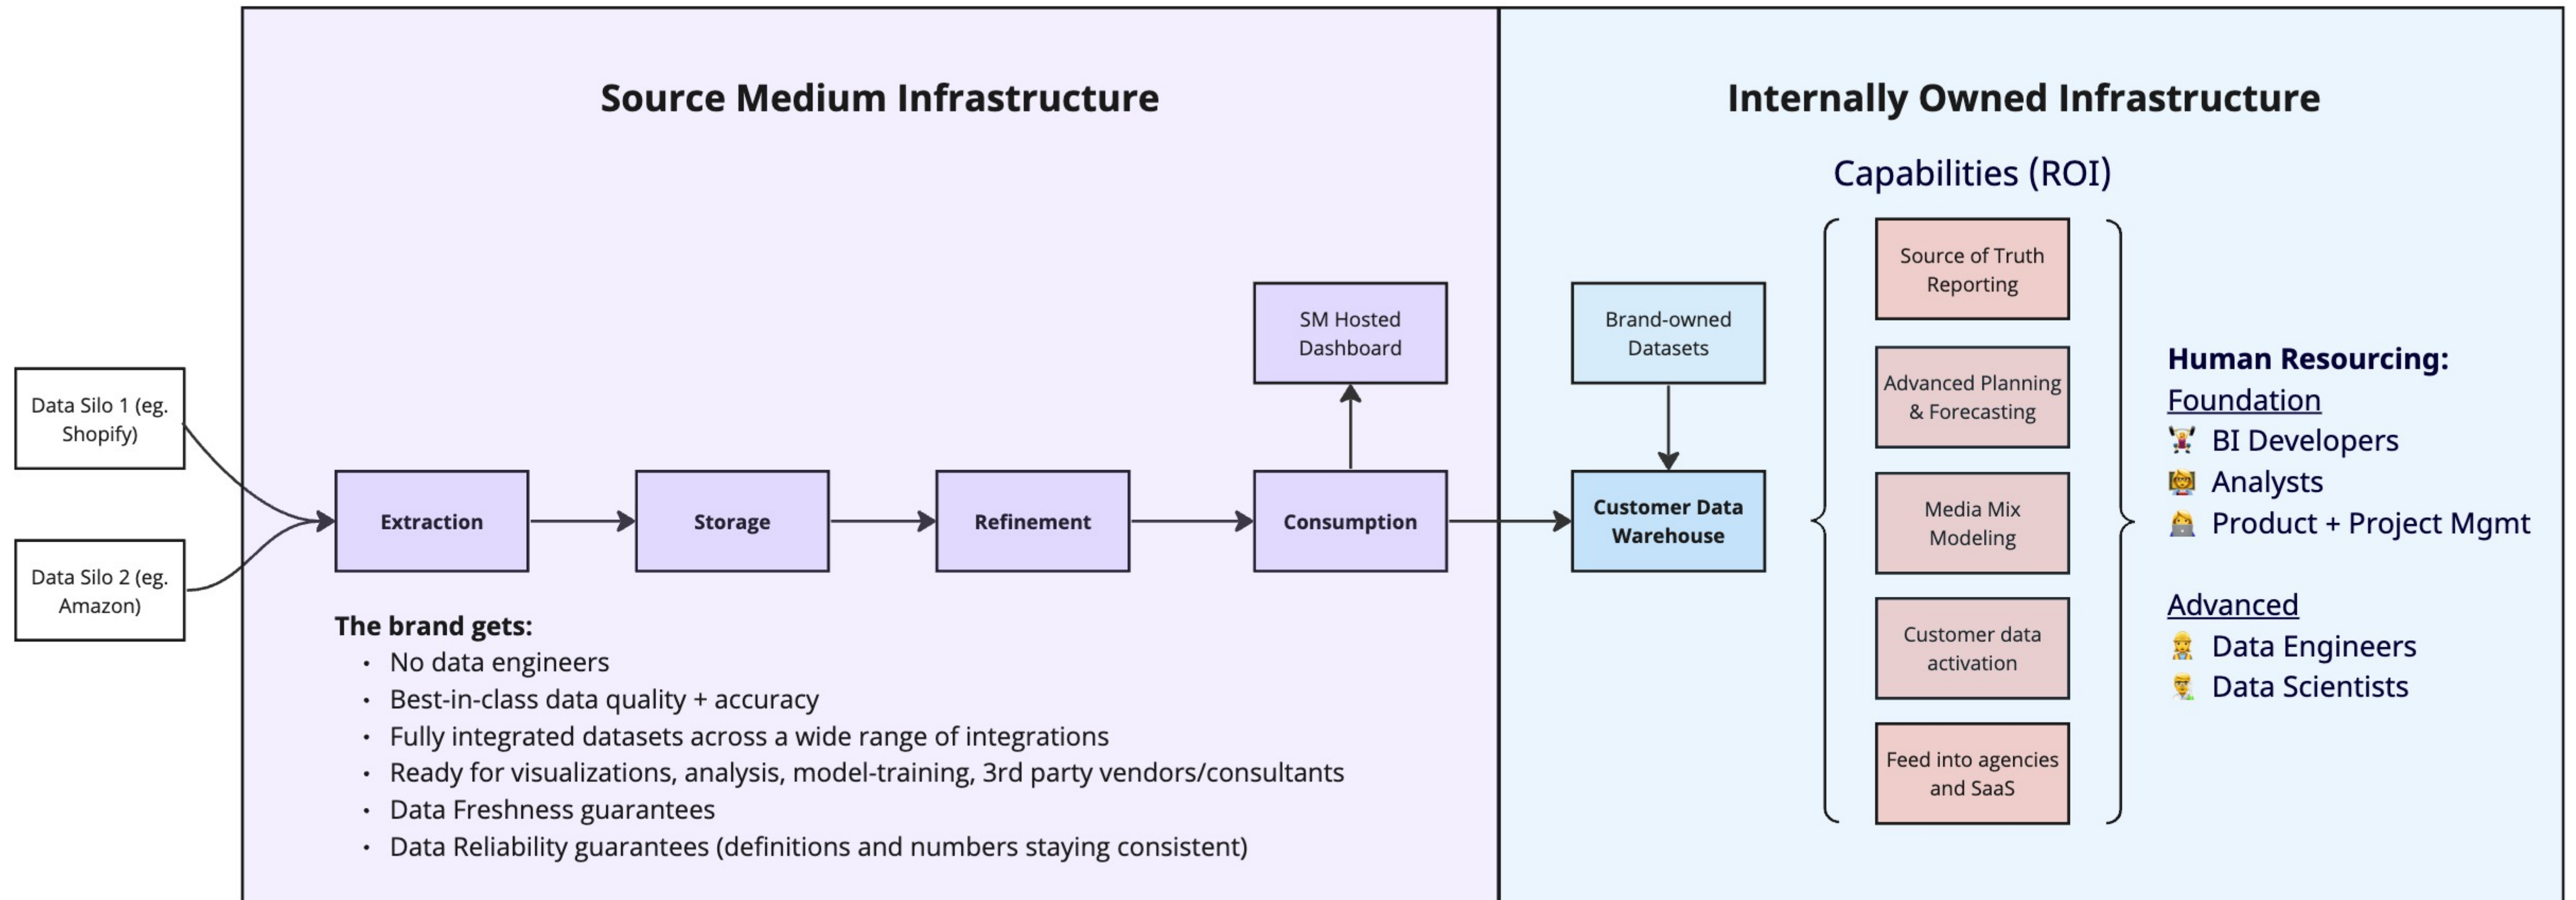 Source Medium Infrastructure
Internally Owned Infrastructure
Capabilities (ROI)
Data Silo 1 (eg.
Shopify)
Data Silo 2 (eg.
Amazon)
Extraction
Storage
Refinement
Consumption
SM Hosted
Dashboard
The brand gets:
• No data engineers
• Best-in-class data quality + accuracy
• Fully integrated datasets across a wide range of integrations
• Ready for visualizations, analysis, model-training, 3rd party vendors/consultants
• Data Freshness guarantees
• Data Reliability guarantees (definitions and numbers staying consistent)
Brand-owned
Datasets
Customer Data
Warehouse
Source of Truth
Reporting
Advanced Planning
& Forecasting
Media Mix
Modeling
Customer data
activation
Feed into agencies
and SaaS
Human Resourcing:
Foundation
BI Developers
Analysts
Product + Project Mgmt
Advanced
Data Engineers
Data Scientists